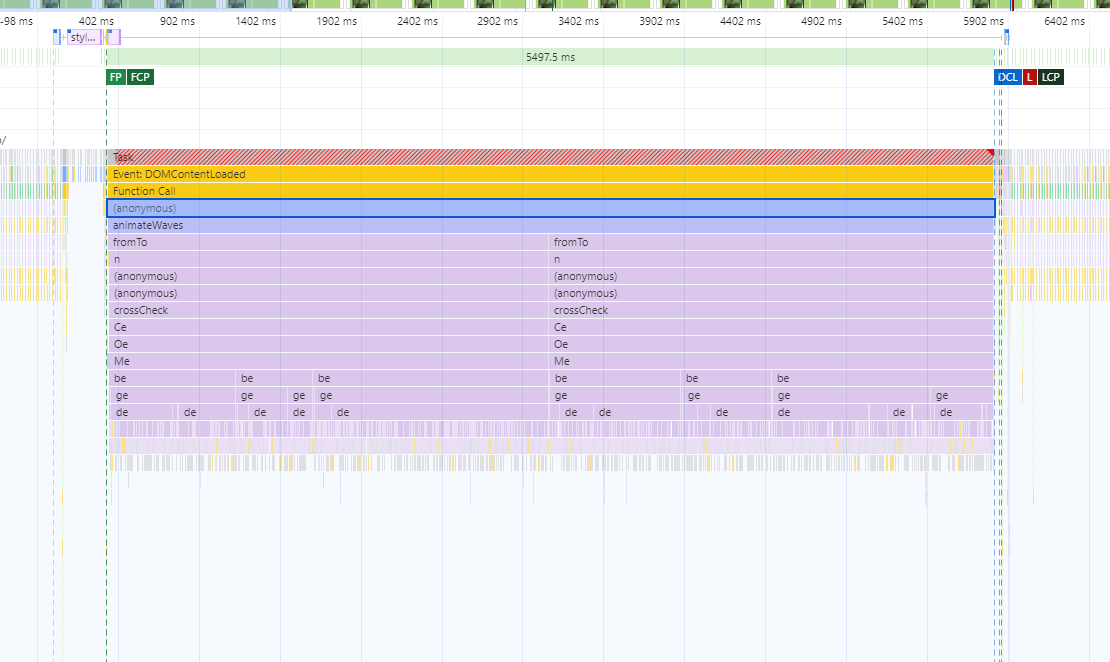 -98 ms 402 ms 902 ms 1402 ms 1902 ms 2402 ms 2902 ms 3402 ms 3902 ms 4402 ms 4902 ms 5402 ms 5902 ms 6402 ms
styl...
5497.5 ms
FP FCP DCL L LCP
/
Task
Event: DOMContentLoaded
Function Call
(anonymous)
animateWaves
fromTo fromTo
n n
(anonymous) (anonymous)
(anonymous) (anonymous)
crossCheck crossCheck
Ce Ce
Oe Oe
Me Me
be be be be be be
ge ge ge ge ge ge ge ge
de de de de de de de de de de de